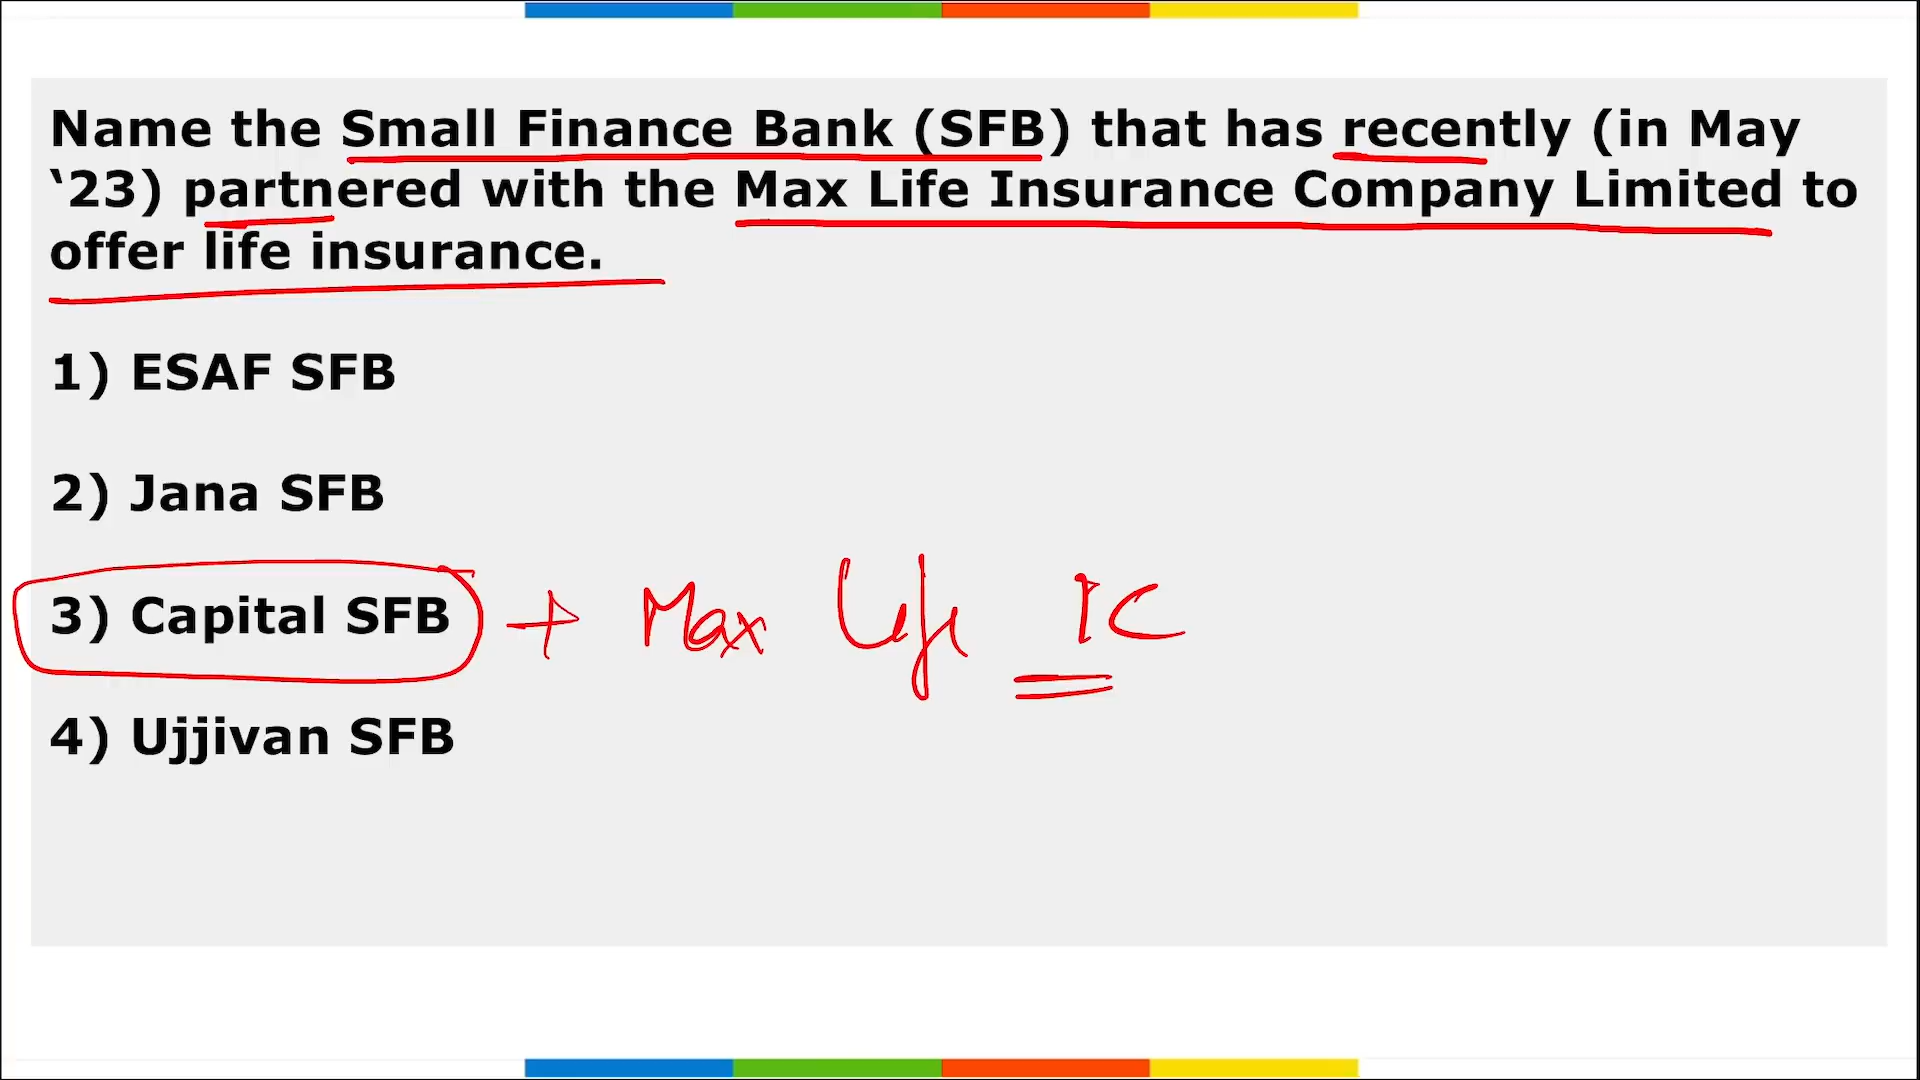 Name the Small Finance Bank (SFB) that has recently (in May
‘23) partnered with the Max Life Insurance Company Limited to
offer life insurance.
1) ESAF SFB
2) Jana SFB
3) Capital SFB → Max Life IC
4) Ujjivan SFB